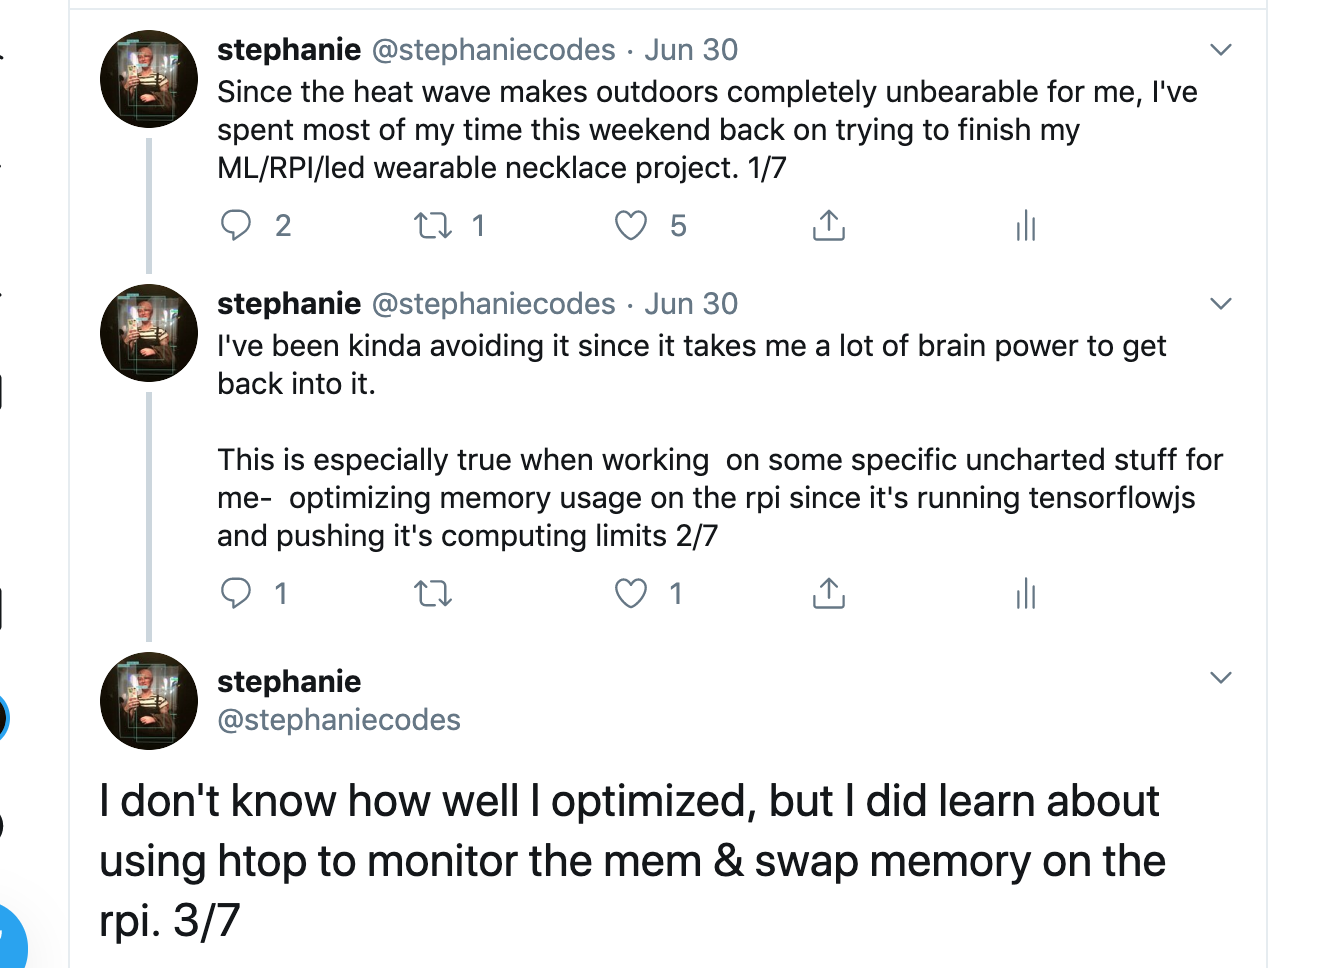 stephanie @stephaniecodes · Jun 30
Since the heat wave makes outdoors completely unbearable for me, I've
spent most of my time this weekend back on trying to finish my
ML/RPI/led wearable necklace project. 1/7
2 1 5
stephanie @stephaniecodes · Jun 30
I've been kinda avoiding it since it takes me a lot of brain power to get
back into it.
This is especially true when working  on some specific uncharted stuff for
me-  optimizing memory usage on the rpi since it's running tensorflowjs
and pushing it's computing limits 2/7
1 1
stephanie
@stephaniecodes
I don't know how well I optimized, but I did learn about
using htop to monitor the mem & swap memory on the
rpi. 3/7